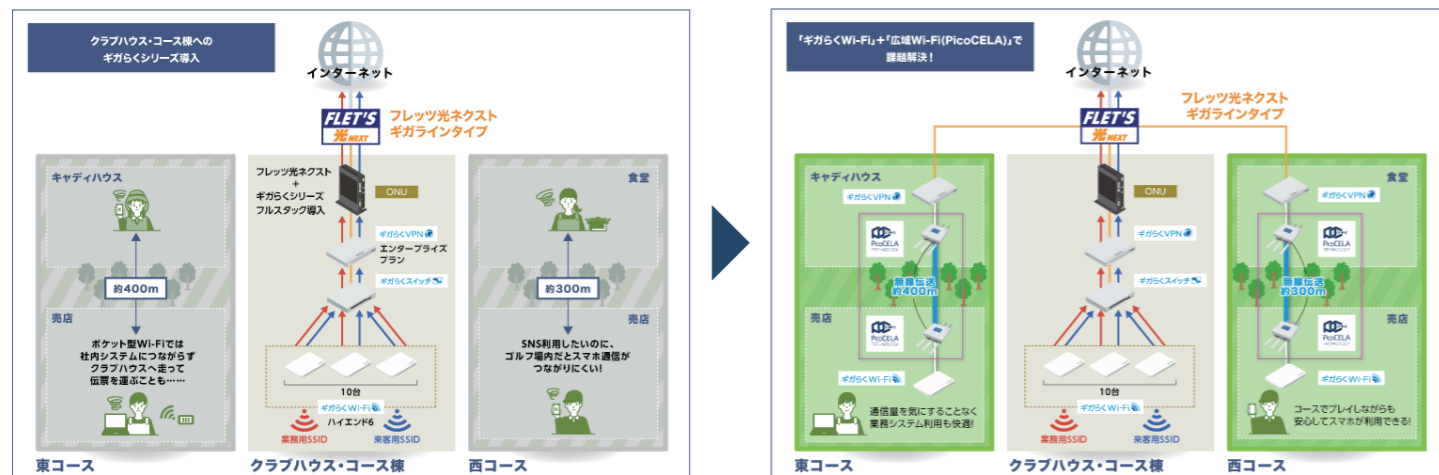 クラブハウス・コース棟への
ギガらくシリーズ導入
インターネット
FLET'S
光NEXT
フレッツ光ネクスト
ギガラインタイプ
キャディハウス
約400m
売店
ポケット型Wi-Fiでは
社内システムにつながらず
クラブハウスへ走って
伝票を運ぶことも……
東コース
フレッツ光ネクスト
+
ギガらくシリーズ
フルスタック導入
ONU
ギガらくVPN
エンタープライズ
プラン
ギガらくスイッチ
10台
ギガらくWi-Fi
ハイエンド6
業務用SSID
来客用SSID
クラブハウス・コース棟
食堂
約300m
売店
SNS利用したいのに、
ゴルフ場内だとスマホ通信が
つながりにくい!
西コース
「ギガらくWi-Fi」+「広域Wi-Fi(PicoCELA)」で
課題解決!
インターネット
FLET'S
光NEXT
フレッツ光ネクスト
ギガラインタイプ
キャディハウス
ギガらくVPN
PicoCELA
無線伝送
約400m
売店
PicoCELA
ギガらくWi-Fi
通信量を気にすることなく
業務システム利用も快適!
東コース
ONU
ギガらくVPN
ギガらくスイッチ
10台
ギガらくWi-Fi
業務用SSID
来客用SSID
クラブハウス・コース棟
食堂
ギガらくVPN
PicoCELA
無線伝送
約300m
売店
PicoCELA
ギガらくWi-Fi
コースでプレイしながらも
安心してスマホが利用できる!
西コース